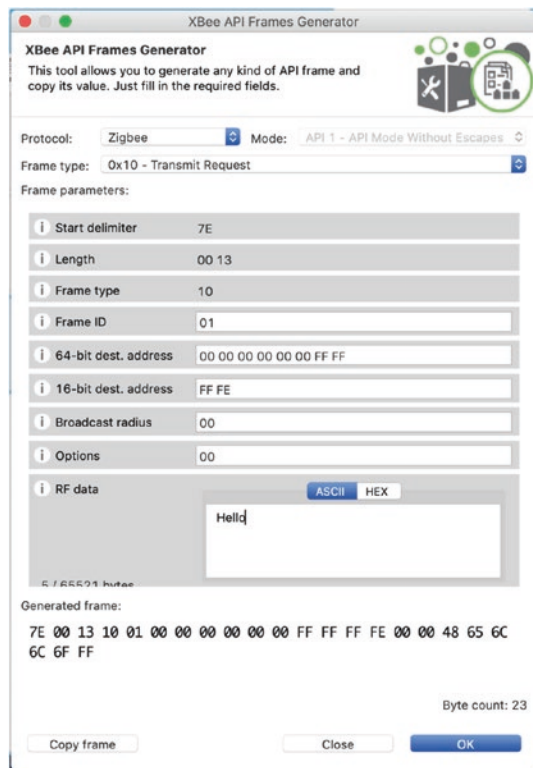 XBee API Frames Generator
XBee API Frames Generator
This tool allows you to generate any kind of API frame and
copy its value. Just fill in the required fields.
Protocol: Zigbee Mode: API 1 - API Mode Without Escapes
Frame type: 0x10 - Transmit Request
Frame parameters:
i Start delimiter 7E
i Length 00 13
i Frame type 10
i Frame ID 01
i 64-bit dest. address 00 00 00 00 00 00 FF FF
i 16-bit dest. address FF FE
i Broadcast radius 00
i Options 00
i RF data ASCII HEX
Hello
5 / 65521 bytes
Generated frame:
7E 00 13 10 01 00 00 00 00 00 00 FF FF FF FE 00 00 48 65 6C
6C 6F FF
Byte count: 23
Copy frame Close OK